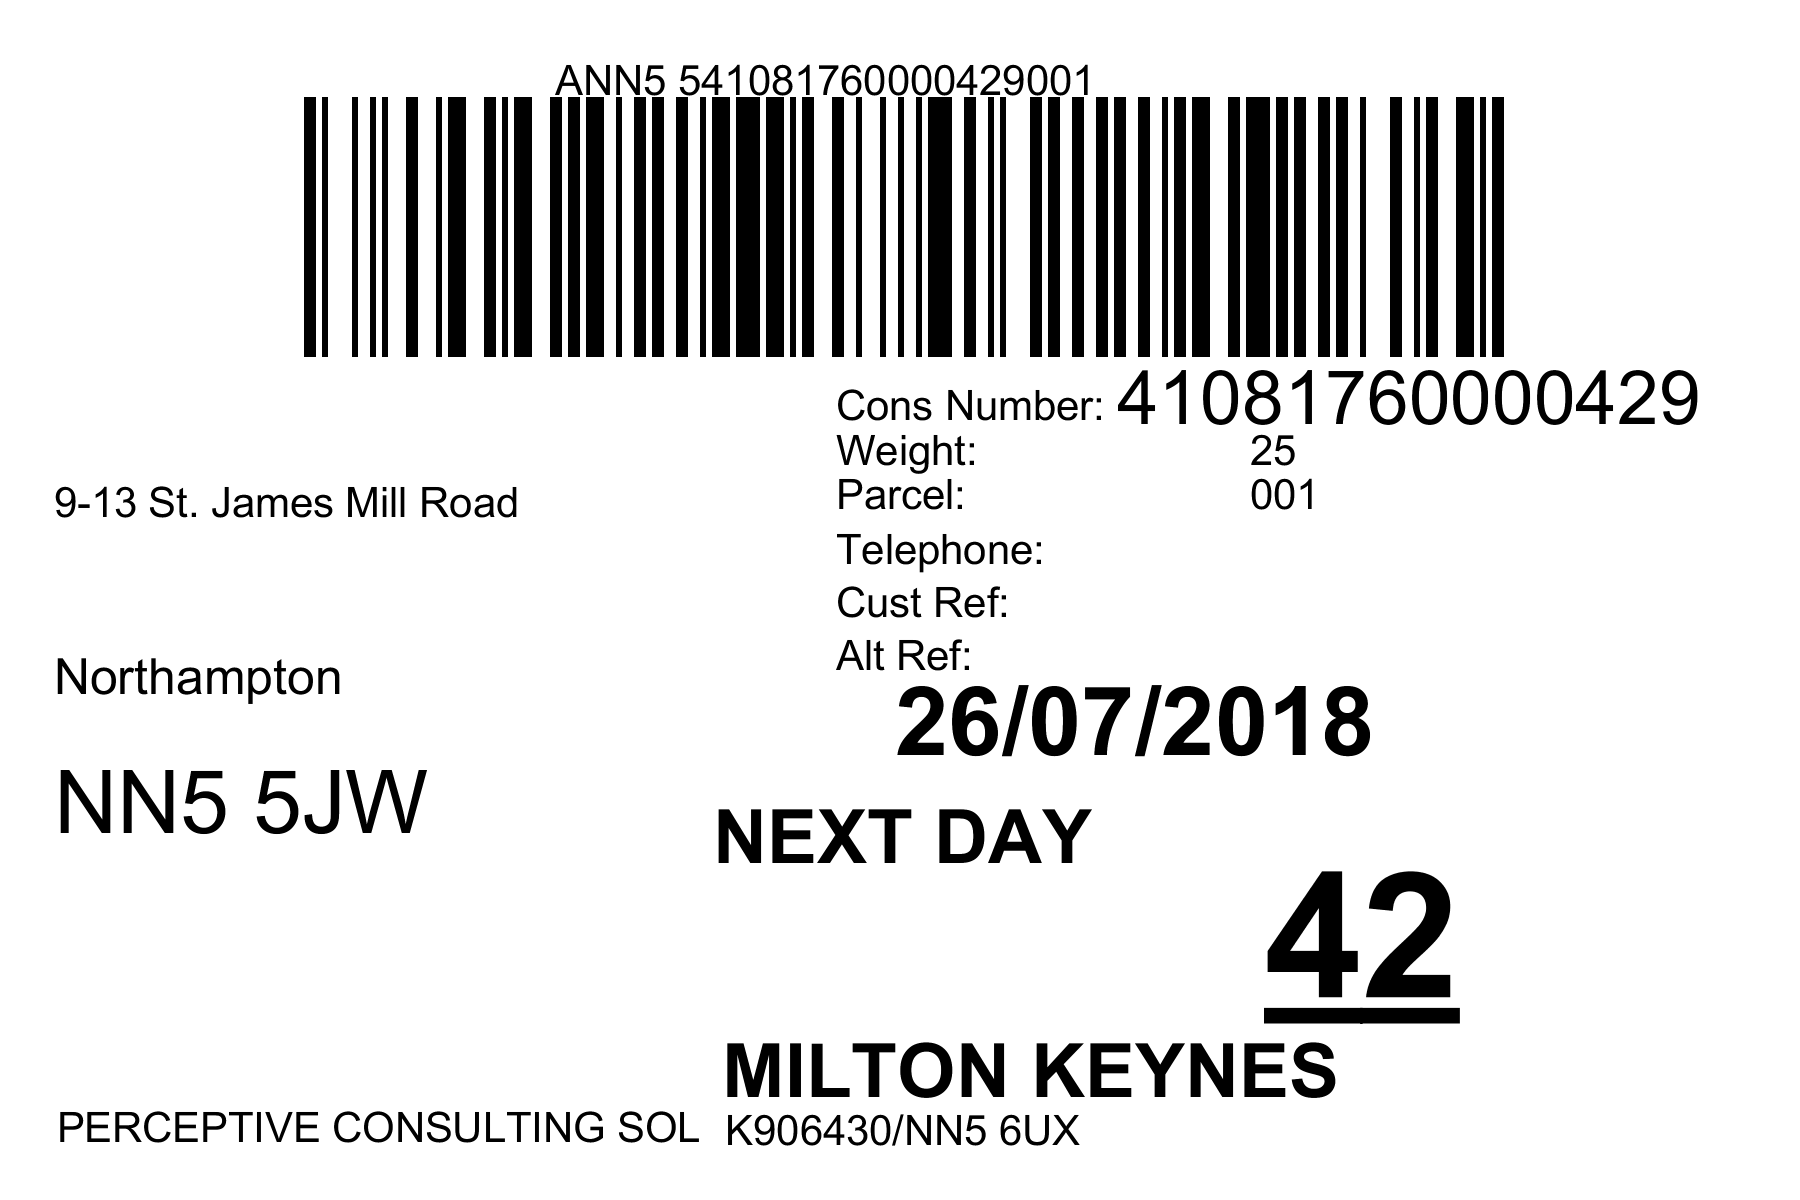 ANN5 541081760000429001
Cons Number: 41081760000429
Weight: 25
Parcel: 001
Telephone:
Cust Ref:
Alt Ref:
9-13 St. James Mill Road
Northampton
NN5 5JW
26/07/2018
NEXT DAY
42
MILTON KEYNES
PERCEPTIVE CONSULTING SOL K906430/NN5 6UX